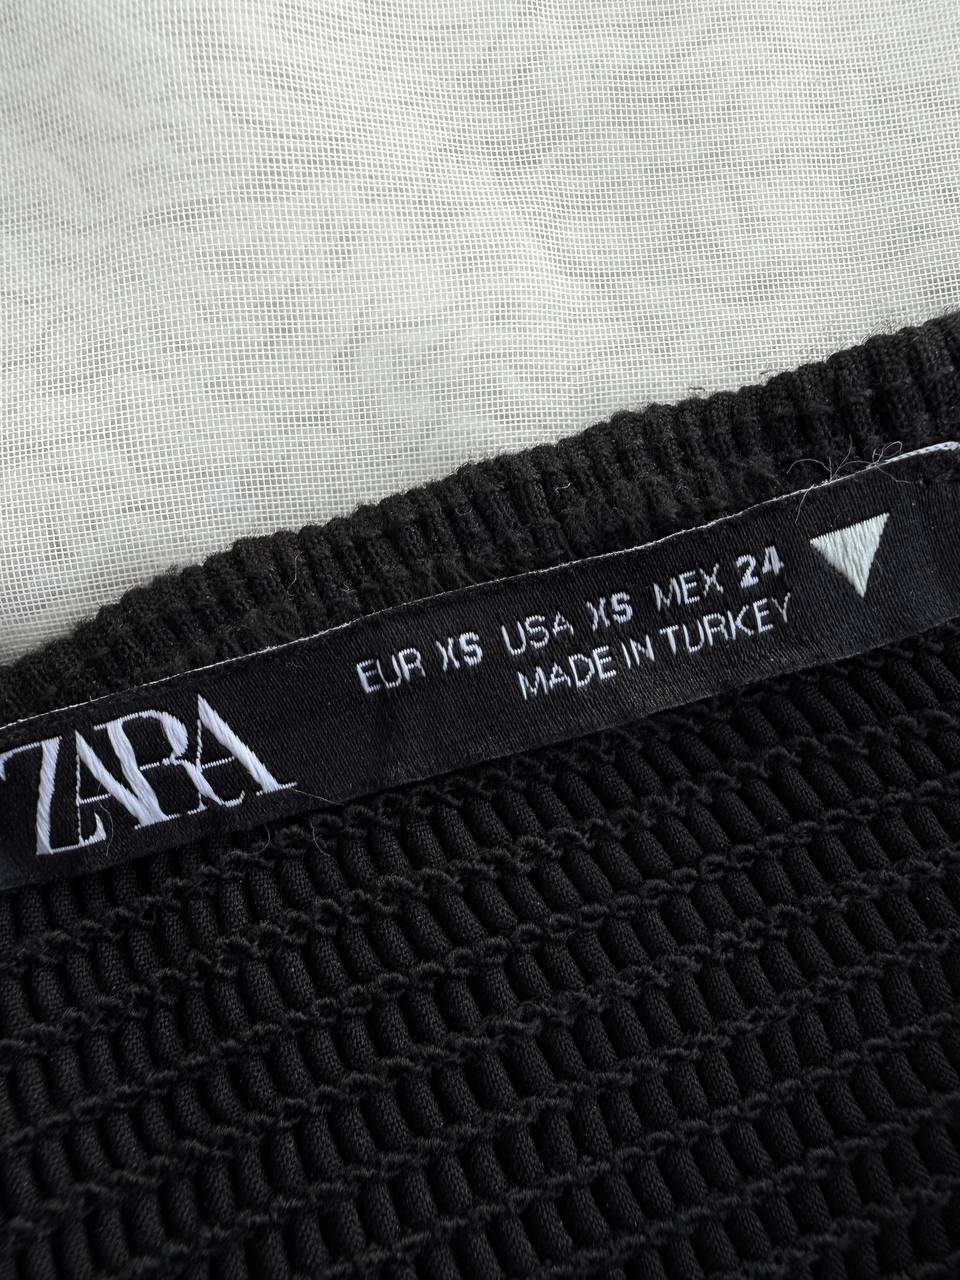 ZARA
EUR XS USA XS MEX 24
MADE IN TURKEY